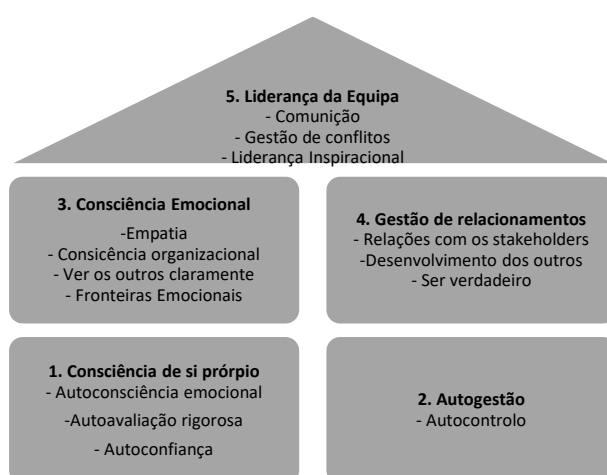 5. Liderança da Equipa
- Comunição
- Gestão de conflitos
- Liderança Inspiracional
3. Consciência Emocional
-Empatia
- Consicência organizacional
- Ver os outros claramente
- Fronteiras Emocionais
4. Gestão de relacionamentos
- Relações com os stakeholders
-Desenvolvimento dos outros
- Ser verdadeiro
1. Consciência de si prórpio
- Autoconsciência emocional
-Autoavaliação rigorosa
- Autoconfiança
2. Autogestão
- Autocontrolo